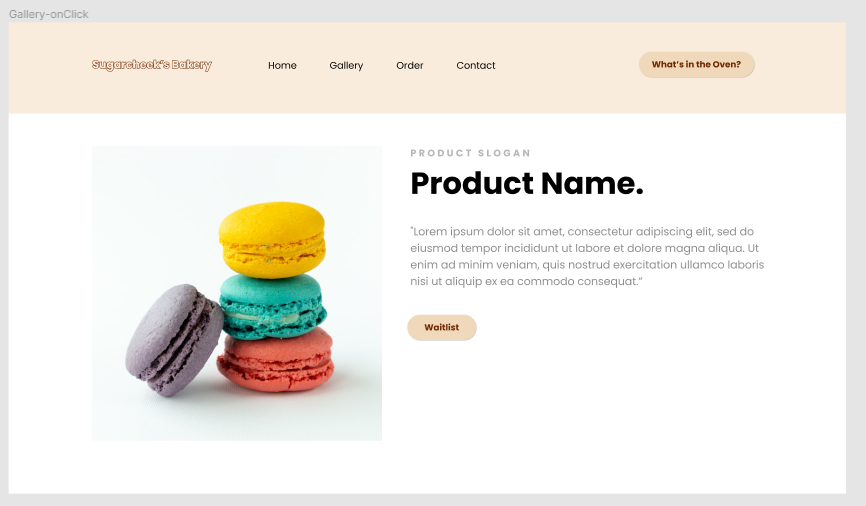 Gallery-onClick
Sugarcheek's Bakery
Home
Gallery
Order
Contact
What's in the Oven?
PRODUCT SLOGAN
Product Name.
"Lorem ipsum dolor sit amet, consectetur adipiscing elit, sed do
eiusmod tempor incididunt ut labore et dolore magna aliqua. Ut
enim ad minim veniam, quis nostrud exercitation ullamco laboris
nisi ut aliquip ex ea commodo consequat."
Waitlist